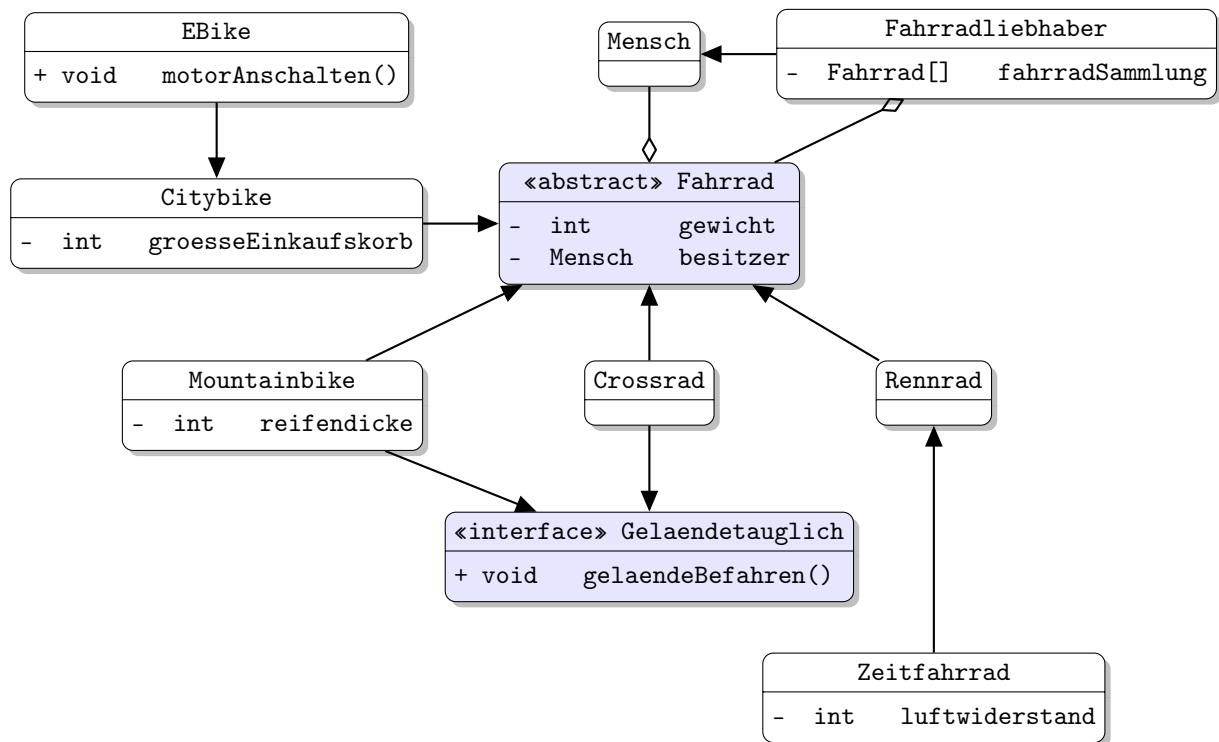 EBike
+ void motorAnschalten()
Mensch
Fahrradliebhaber
- Fahrrad[] fahrradSammlung
Citybike
- int groesseEinkaufskorb
«abstract» Fahrrad
- int gewicht
- Mensch besitzer
Mountainbike
- int reifendicke
Crossrad
Rennrad
«interface» Gelaendetauglich
+ void gelaendeBefahren()
Zeitfahrrad
- int luftwiderstand